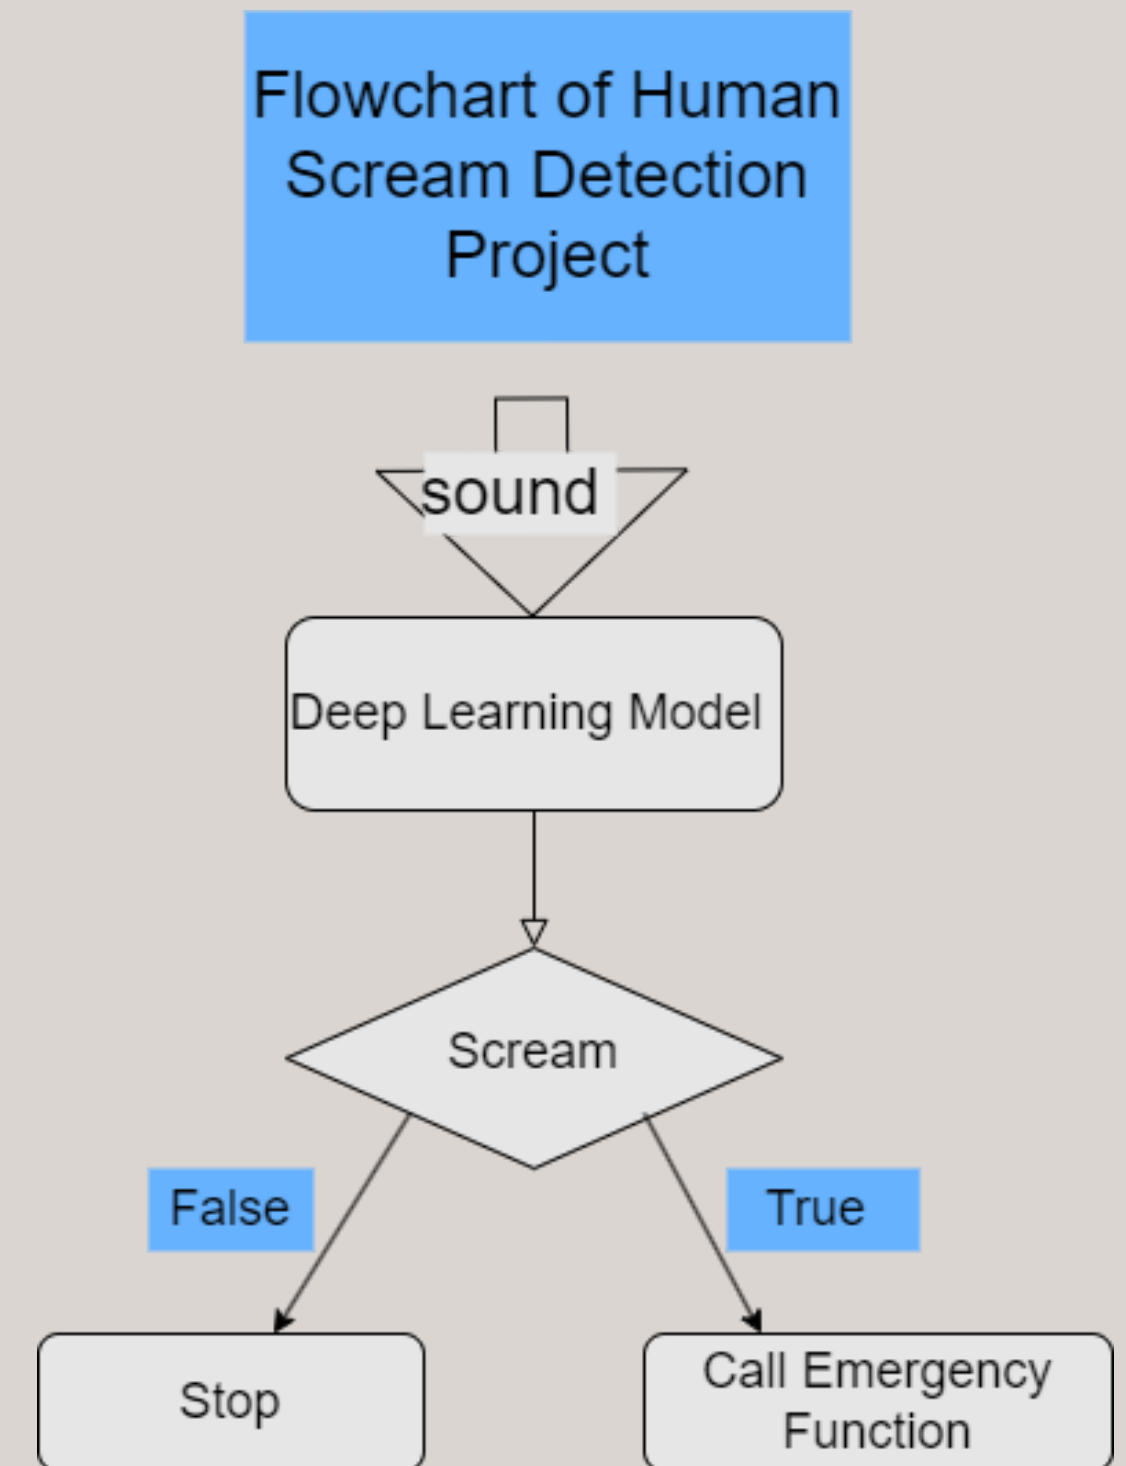 Flowchart of Human
Scream Detection
Project
sound
Deep Learning Model
Scream
False
True
Stop
Call Emergency
Function